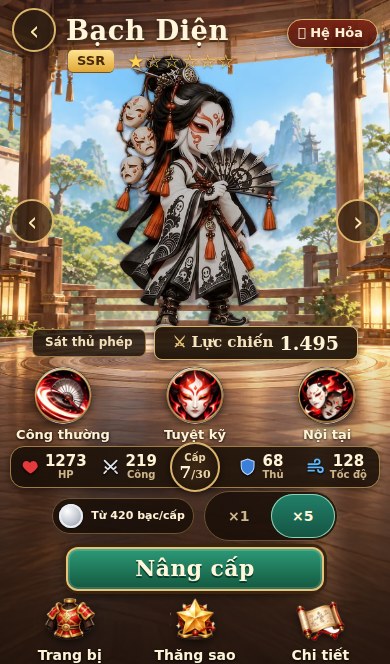 Bạch Diện
Hệ Hỏa
SSR
Sát thủ phép
Lực chiến 1.495
Công thường
Tuyệt kỹ
Nội tại
1273
HP
219
Công
Cấp
7/30
68
Thủ
128
Tốc độ
Từ 420 bạc/cấp
×1
×5
Nâng cấp
Trang bị
Thăng sao
Chi tiết